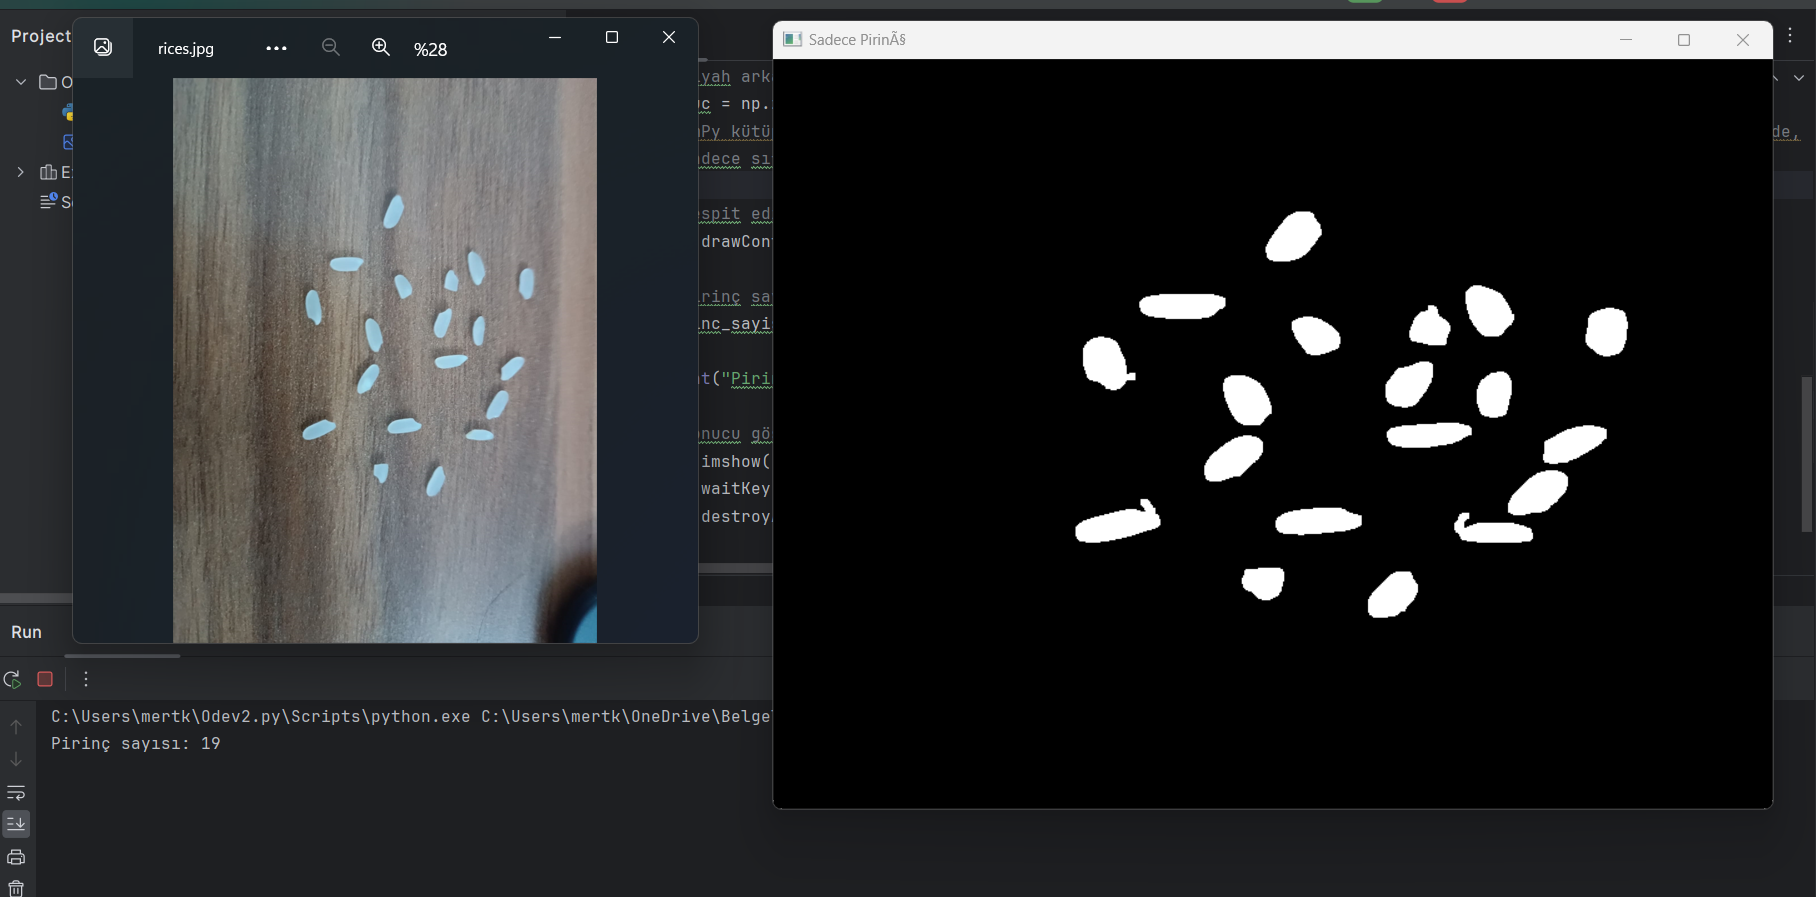 Project
rices.jpg
%28
Sadece PirinÃ§
yah ark
uc = np.
Py kütü
de,
dece sı
spit ed
drawCon
rinç sa
nc_sayı
t("Piri
nucu gö
imshow(
waitKey
destroy
Run
C:\Users\mertk\Odev2.py\Scripts\python.exe C:\Users\mertk\OneDrive\Belge
Pirinç sayısı: 19